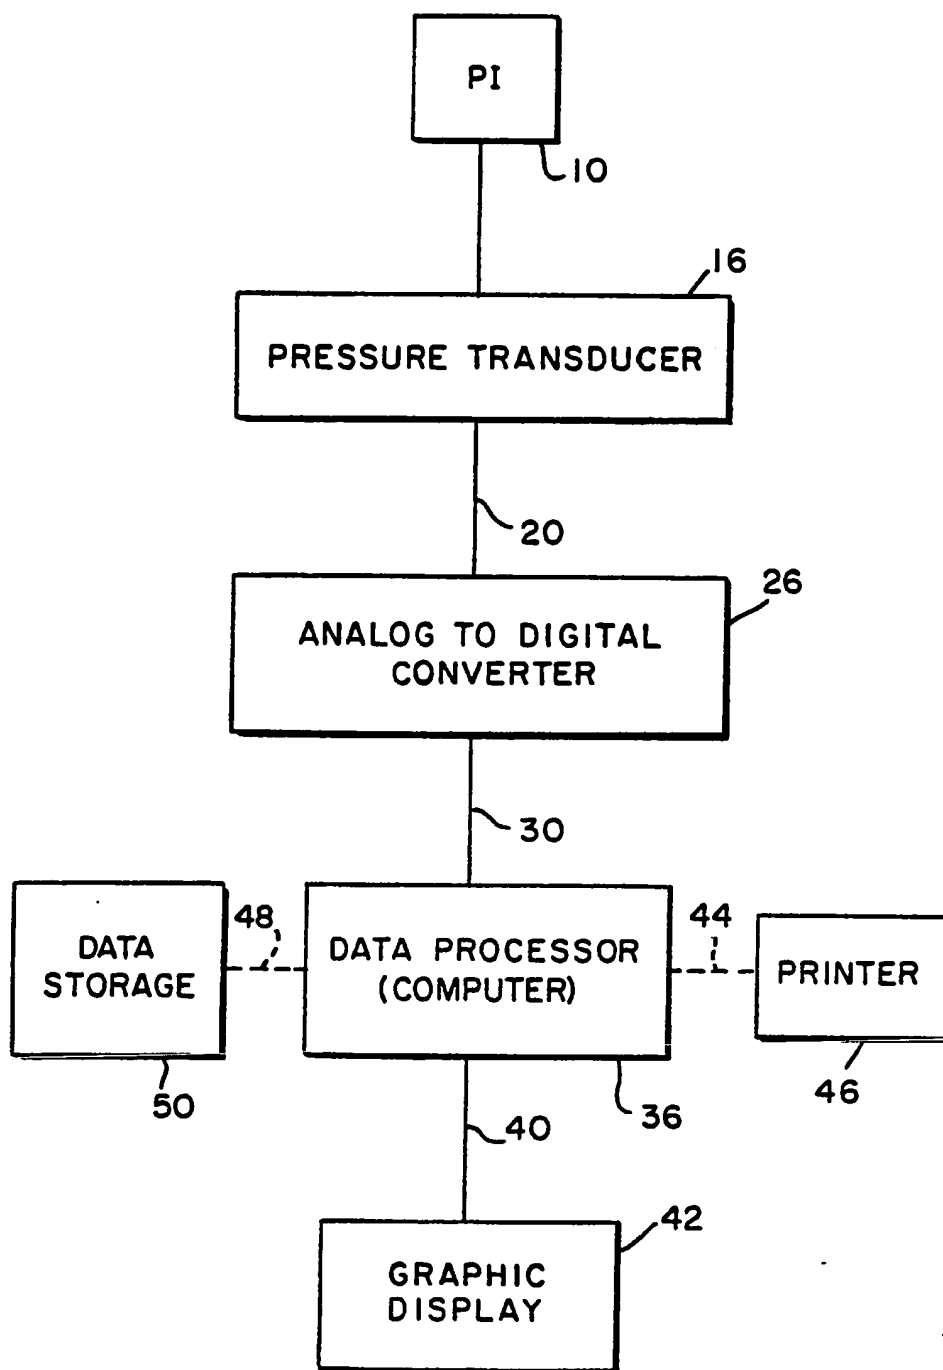 PI
10
16
PRESSURE TRANSDUCER
20
26
ANALOG TO DIGITAL
CONVERTER
30
48
44
DATA
STORAGE
DATA PROCESSOR
(COMPUTER)
PRINTER
50
36
46
40
42
GRAPHIC
DISPLAY